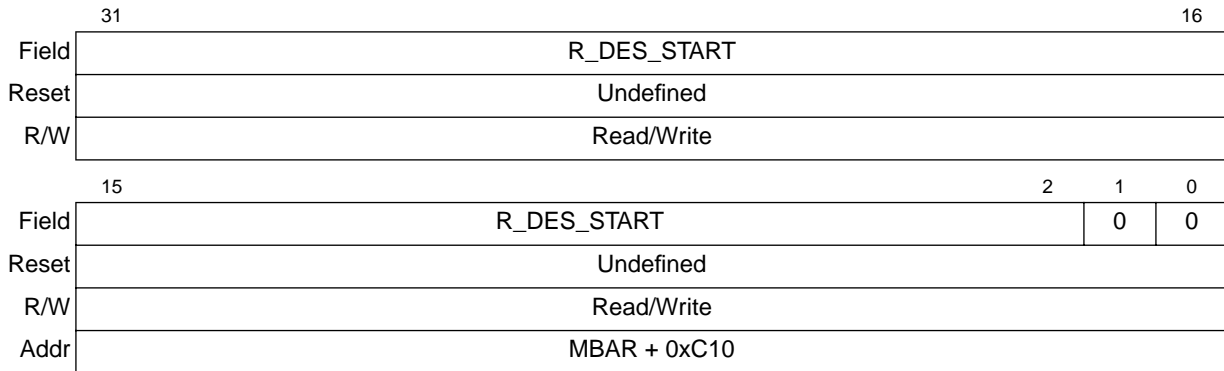 31 16
Field R_DES_START
Reset Undefined
R/W Read/Write
15 2 1 0
Field R_DES_START 0 0
Reset Undefined
R/W Read/Write
Addr MBAR + 0xC10